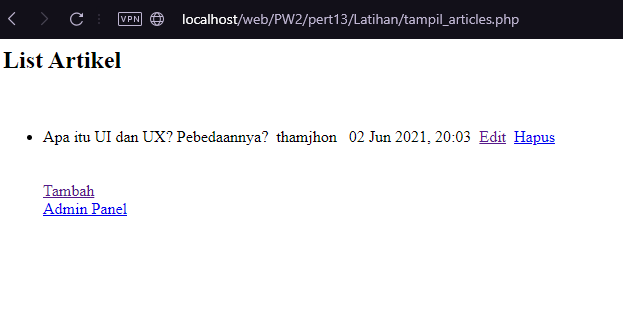 VPN localhost/web/PW2/pert13/Latihan/tampil_articles.php
List Artikel
Apa itu UI dan UX? Pebedaannya? thamjhon 02 Jun 2021, 20:03 Edit Hapus
Tambah
Admin Panel